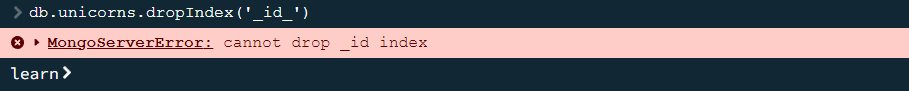 > db.unicorns.dropIndex('_id_')
MongoServerError: cannot drop _id index
learn>